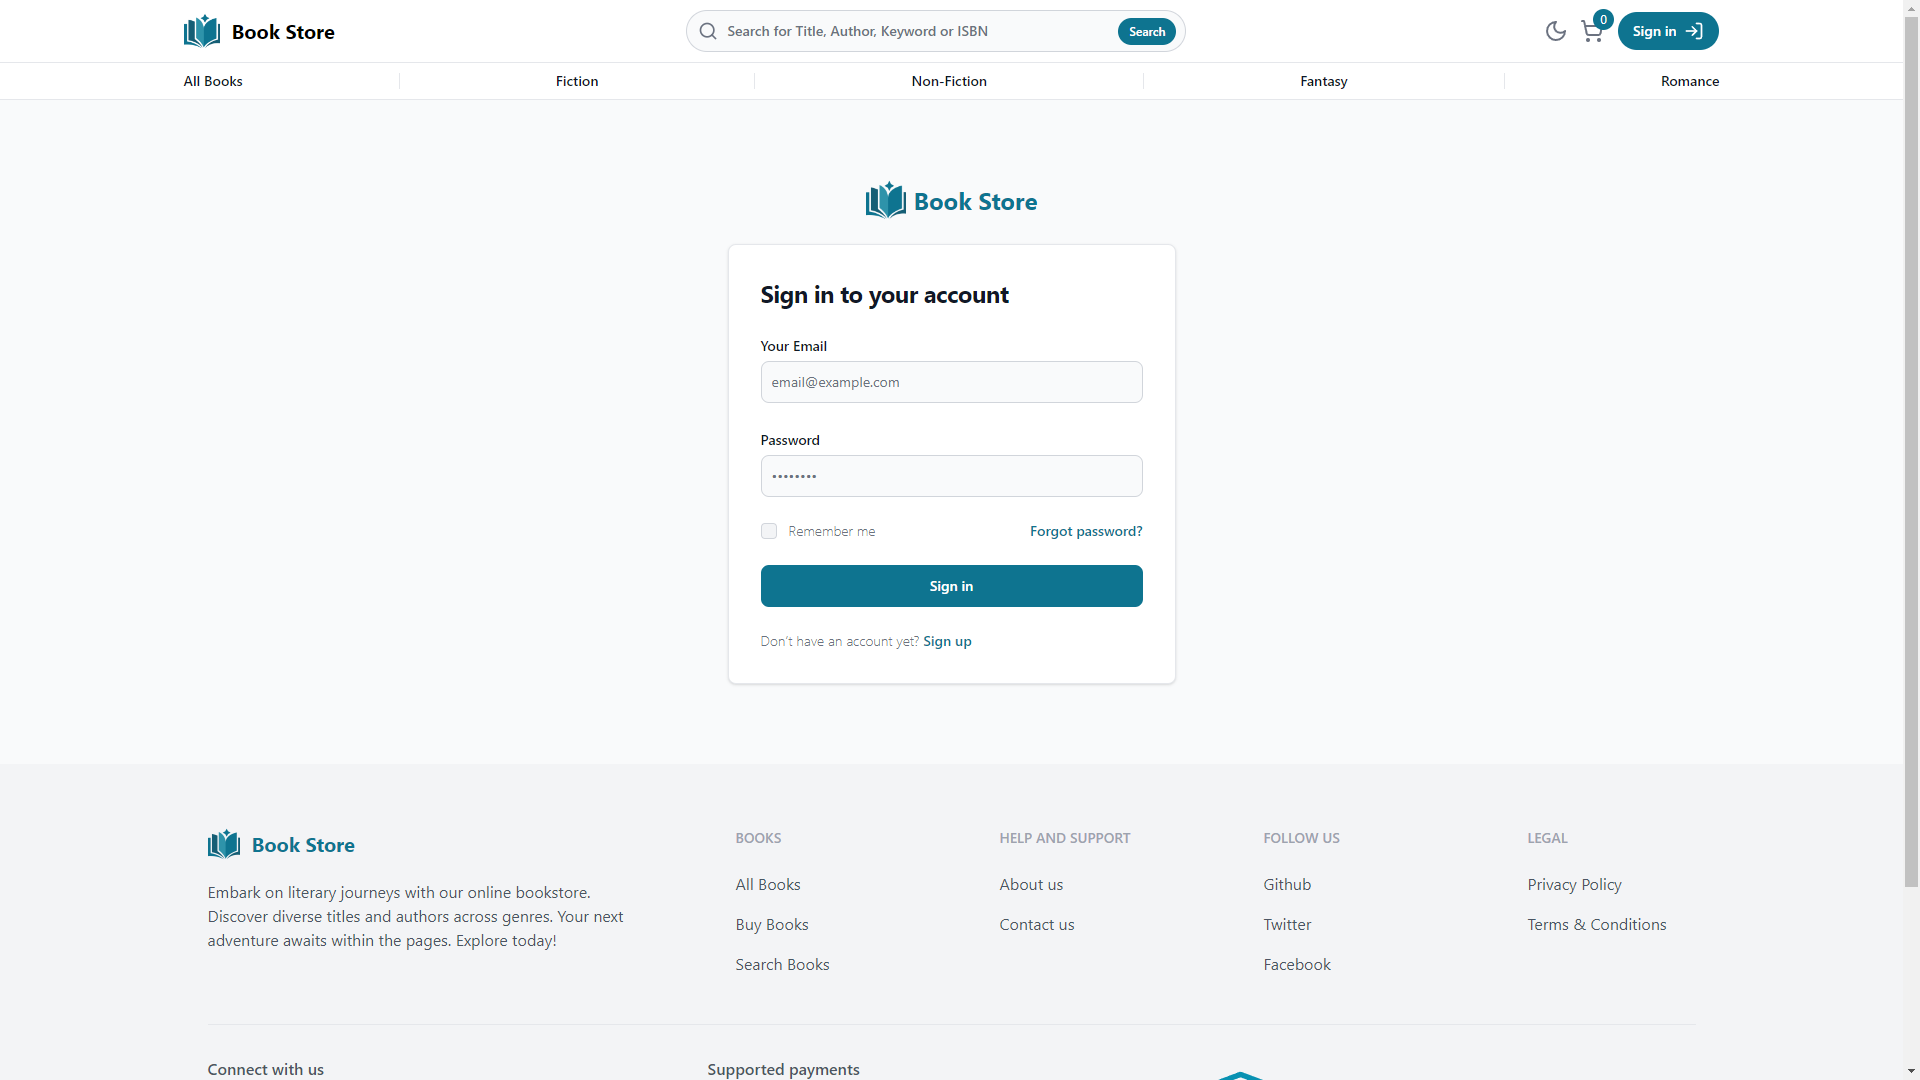 Book Store
Search for Title, Author, Keyword or ISBN
Search
0
Sign in
All Books
Fiction
Non-Fiction
Fantasy
Romance
Book Store
Sign in to your account
Your Email
email@example.com
Password
••••••••
Remember me
Forgot password?
Sign in
Don't have an account yet? Sign up
Book Store
Embark on literary journeys with our online bookstore.
Discover diverse titles and authors across genres. Your next
adventure awaits within the pages. Explore today!
BOOKS
All Books
Buy Books
Search Books
HELP AND SUPPORT
About us
Contact us
FOLLOW US
Github
Twitter
Facebook
LEGAL
Privacy Policy
Terms & Conditions
Connect with us
Supported payments